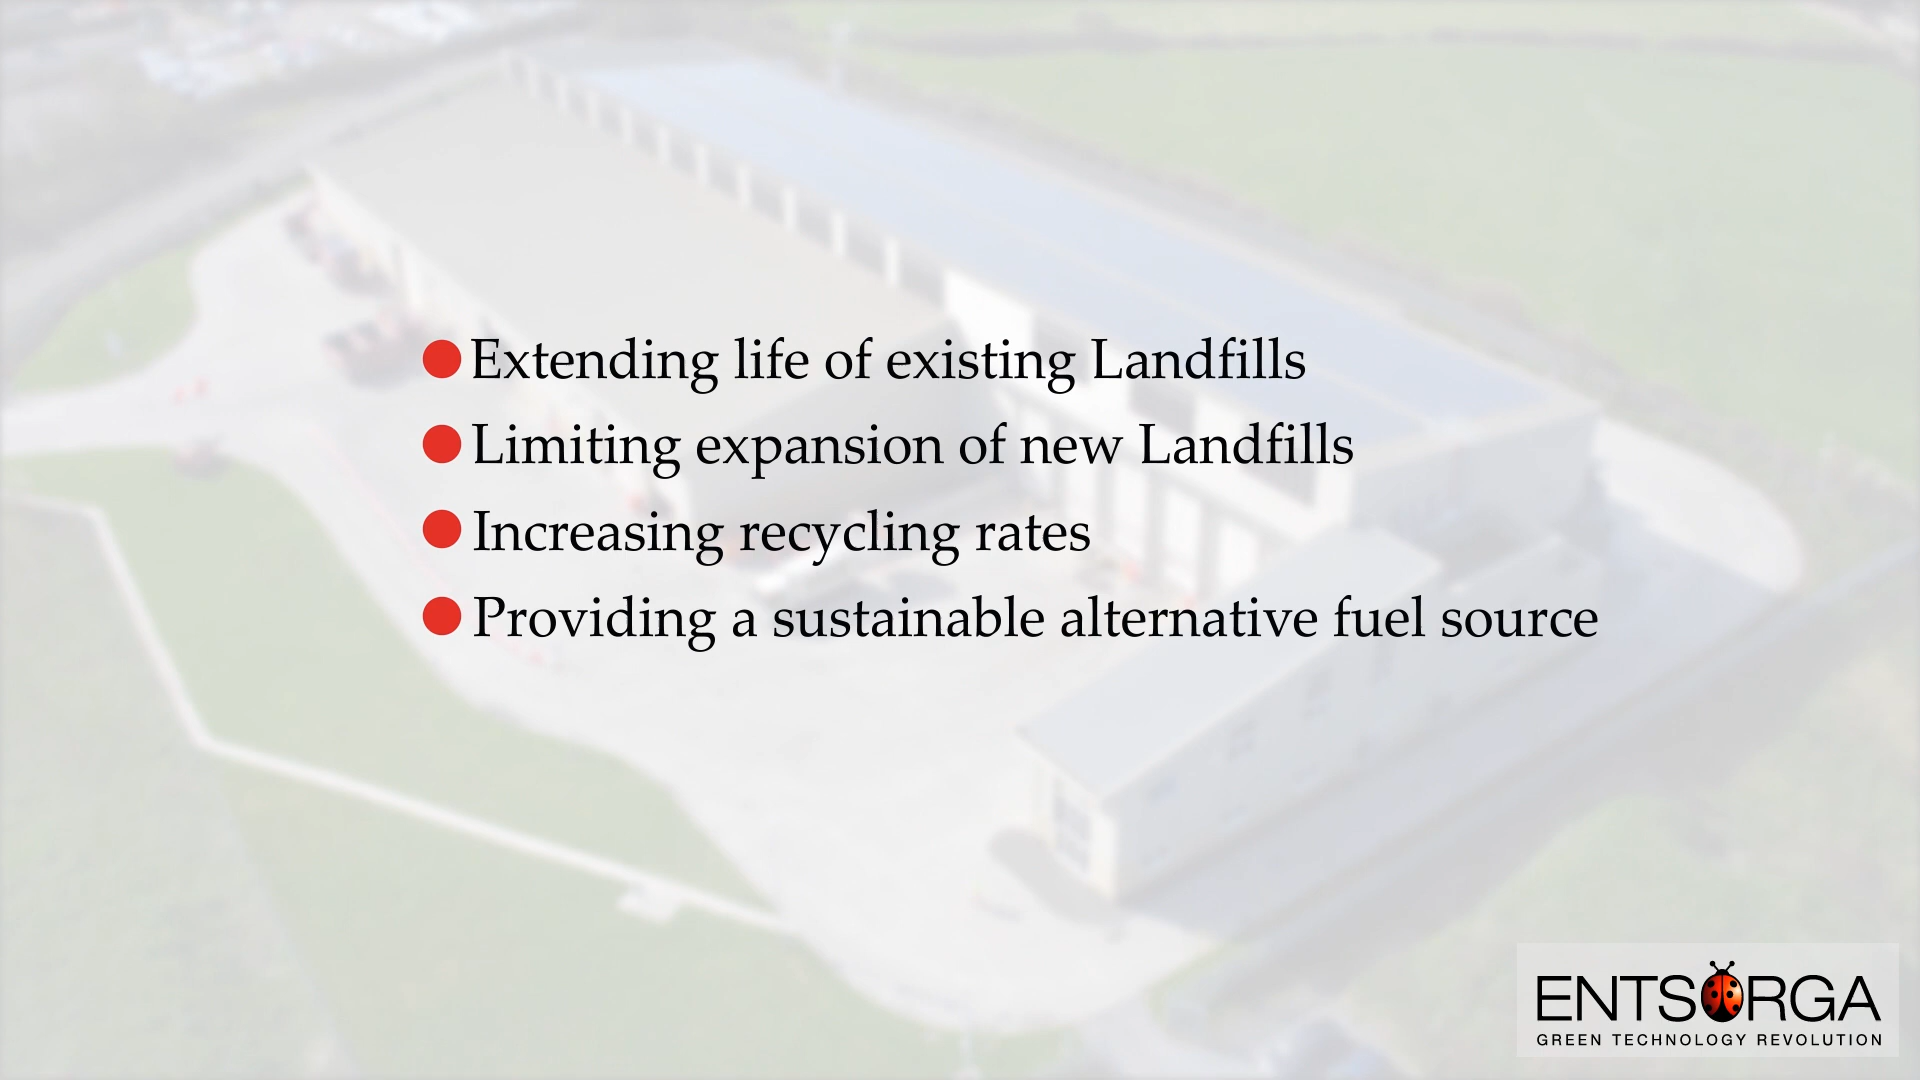 Extending life of existing Landfills
Limiting expansion of new Landfills
Increasing recycling rates
Providing a sustainable alternative fuel source
ENTSORGA
GREEN TECHNOLOGY REVOLUTION